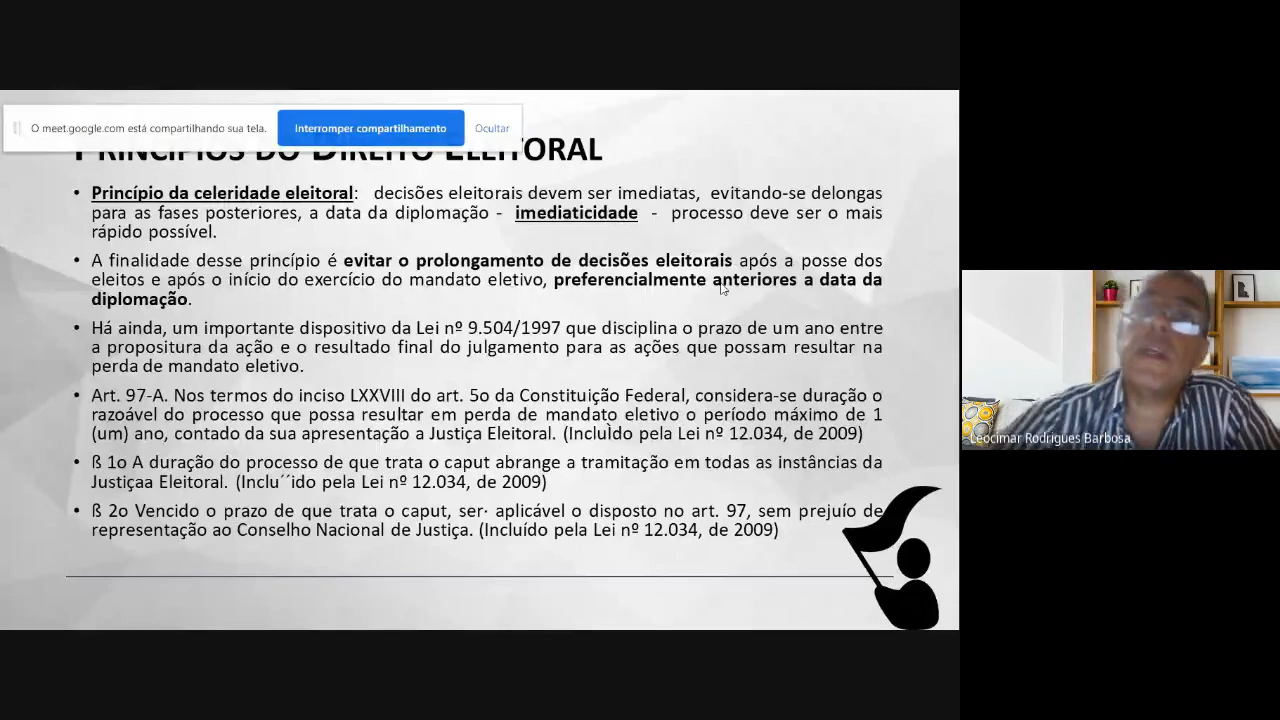 O meet.google.com está compartilhando sua tela.
Interromper compartilhamento
Ocultar
PRINCÍPIOS DO DIREITO ELEITORAL
• Princípio da celeridade eleitoral: decisões eleitorais devem ser imediatas, evitando-se delongas
para as fases posteriores, a data da diplomação - imediaticidade - processo deve ser o mais
rápido possível.
• A finalidade desse princípio é evitar o prolongamento de decisões eleitorais após a posse dos
eleitos e após o início do exercício do mandato eletivo, preferencialmente anteriores a data da
diplomação.
• Há ainda, um importante dispositivo da Lei nº 9.504/1997 que disciplina o prazo de um ano entre
a propositura da ação e o resultado final do julgamento para as ações que possam resultar na
perda de mandato eletivo.
• Art. 97-A. Nos termos do inciso LXXVIII do art. 5o da Constituição Federal, considera-se duração o
razoável do processo que possa resultar em perda de mandato eletivo o período máximo de 1
(um) ano, contado da sua apresentação a Justiça Eleitoral. (IncluÌdo pela Lei nº 12.034, de 2009)
• ß 1o A duração do processo de que trata o caput abrange a tramitação em todas as instâncias da
Justiçaa Eleitoral. (Inclu´´ido pela Lei nº 12.034, de 2009)
• ß 2o Vencido o prazo de que trata o caput, ser· aplicável o disposto no art. 97, sem prejuío de
representação ao Conselho Nacional de Justiça. (Incluído pela Lei nº 12.034, de 2009)
Leocimar Rodrigues Barbosa